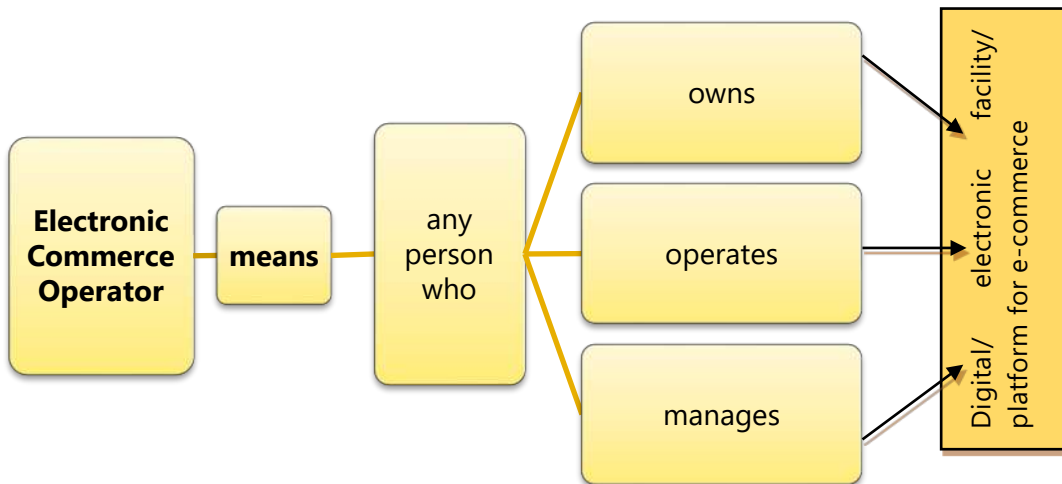 Electronic
Commerce
Operator
means
any
person
who
owns
operates
manages
Digital/ electronic facility/
platform for e-commerce